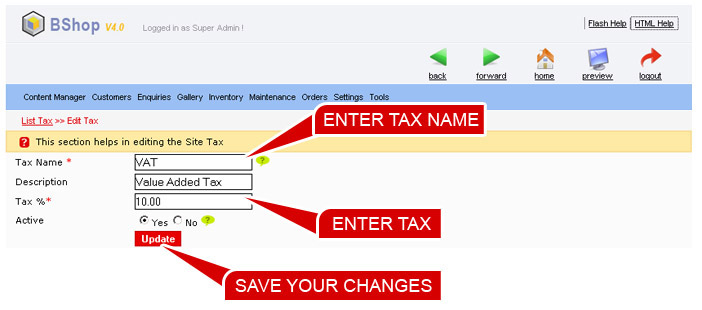 BShop V4.0 Logged in as Super Admin ! Flash Help HTML Help
back forward home preview logout
Content Manager Customers Enquiries Gallery Inventory Maintenance Orders Settings Tools
List Tax >> Edit Tax
ENTER TAX NAME
? This section helps in editing the Site Tax
Tax Name * VAT ?
Description Value Added Tax
Tax %* 10.00
ENTER TAX
Active Yes No ?
Update
SAVE YOUR CHANGES